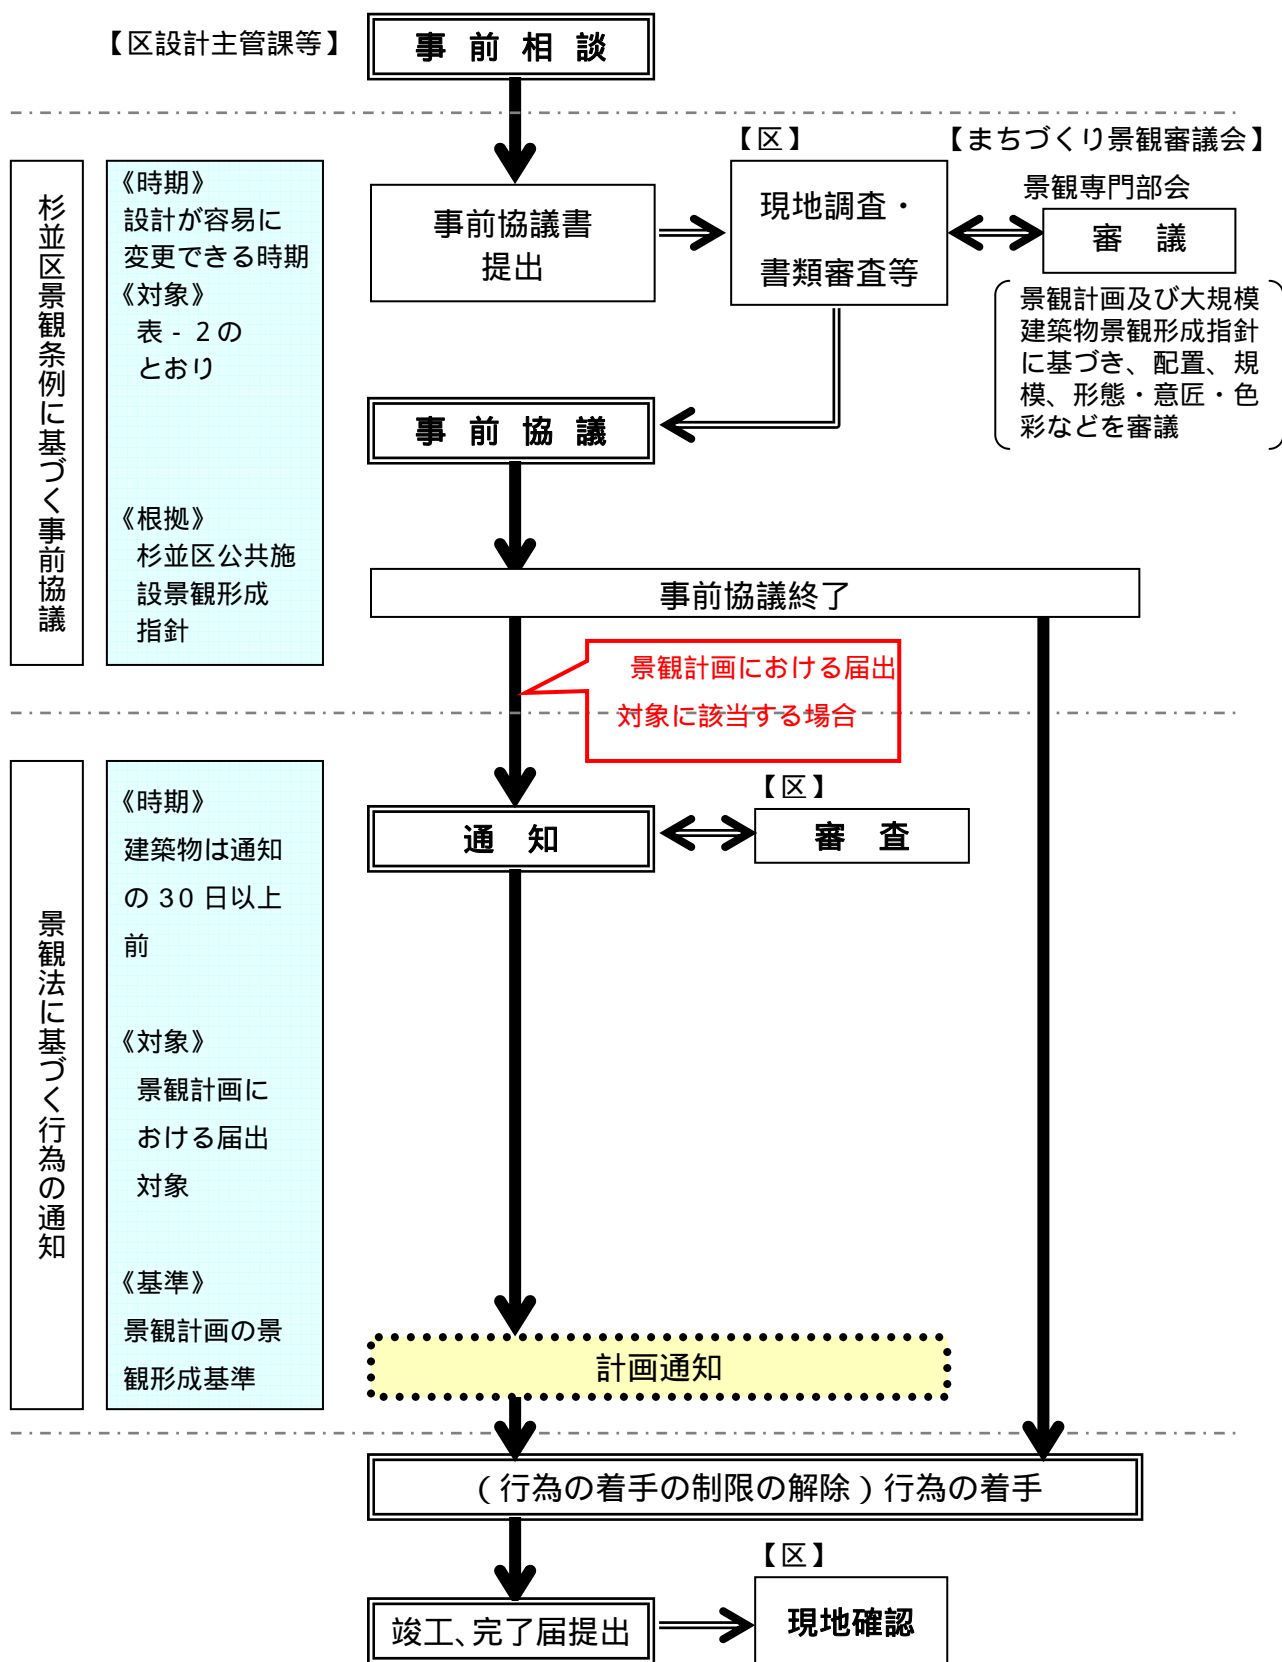 【区設計主管課等】
事前相談
杉並区景観条例に基づく事前協議
《時期》
設計が容易に
変更できる時期
《対象》
表-2の
とおり
《根拠》
杉並区公共施
設景観形成
指針
事前協議書
提出
【区】
現地調査・
書類審査等
【まちづくり景観審議会】
景観専門部会
審議
景観計画及び大規模
建築物景観形成指針
に基づき、配置、規
模、形態・意匠・色
彩などを審議
事前協議
事前協議終了
景観計画における届出
対象に該当する場合
景観法に基づく行為の通知
《時期》
建築物は通知
の30日以上
前
《対象》
景観計画に
おける届出
対象
《基準》
景観計画の景
観形成基準
通知
【区】
審査
計画通知
(行為の着手の制限の解除)行為の着手
竣工、完了届提出
【区】
現地確認